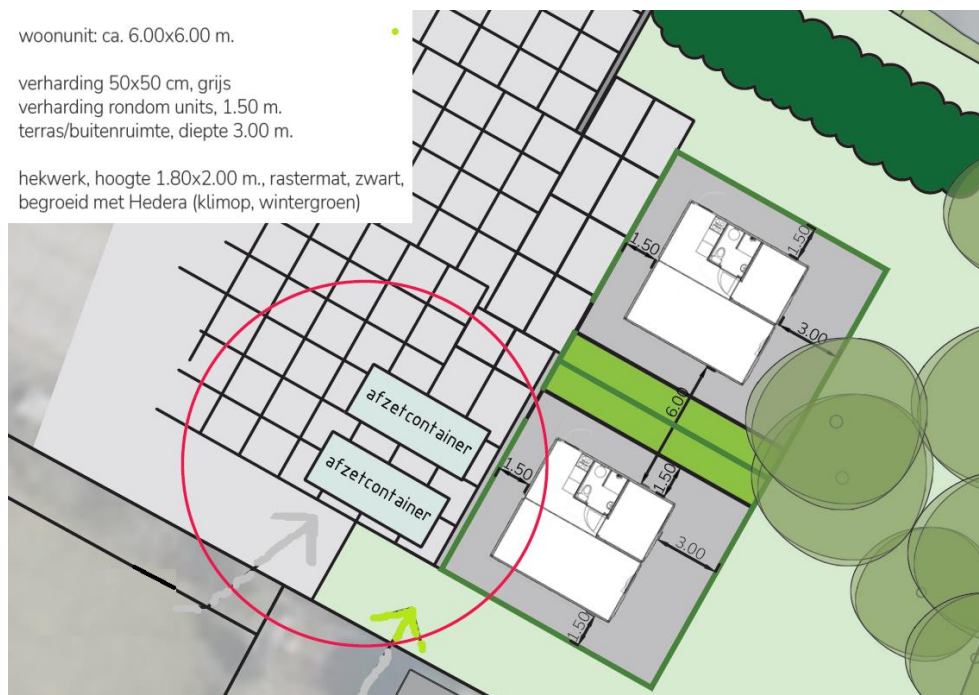 woonunit: ca. 6.00x6.00 m.
verharding 50x50 cm, grijs
verharding rondom units, 1.50 m.
terras/buitenruimte, diepte 3.00 m.
hekwerk, hoogte 1.80x2.00 m., rastermat, zwart,
begroeid met Hedera (klimop, wintergroen)
1.50
1.50
3.00
6.00
afzetcontainer
afzetcontainer
1.50
1.50
3.00
1.50